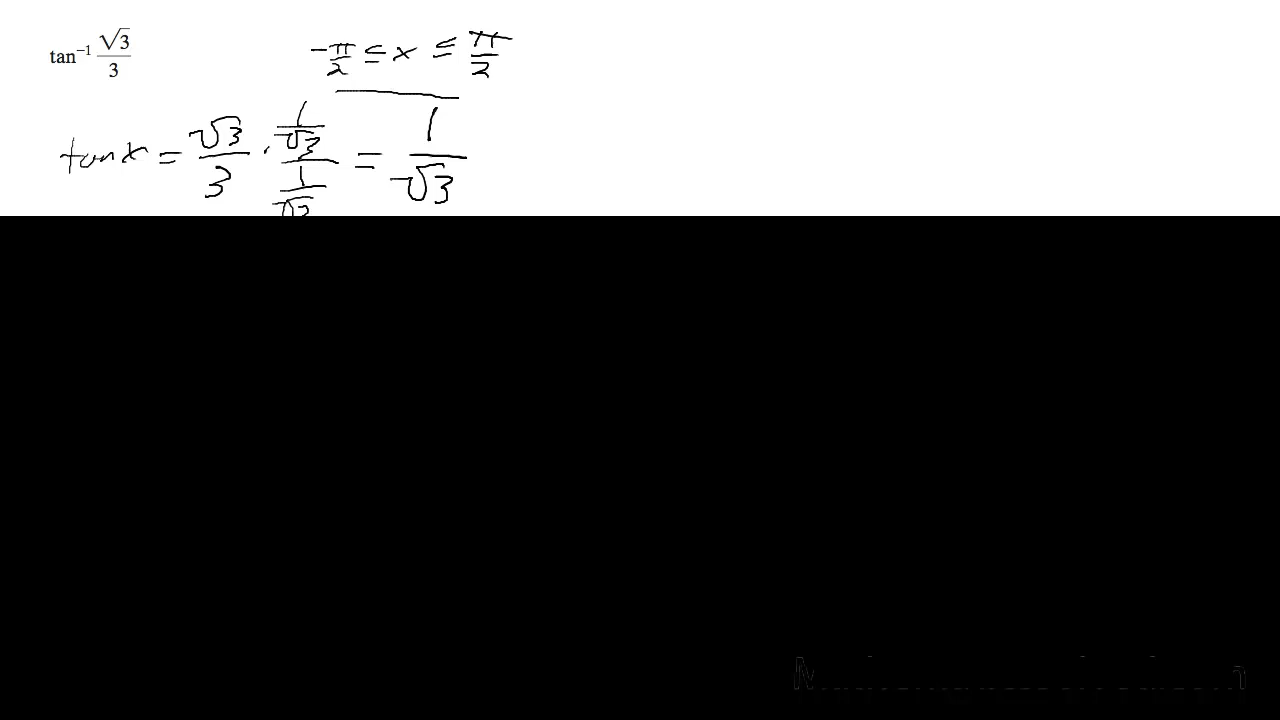 tan⁻¹ √3/3
-π/2 ≤ x ≤ π/2
tan x = √3/3 · (1/√3)/(1/√3) = 1/√3